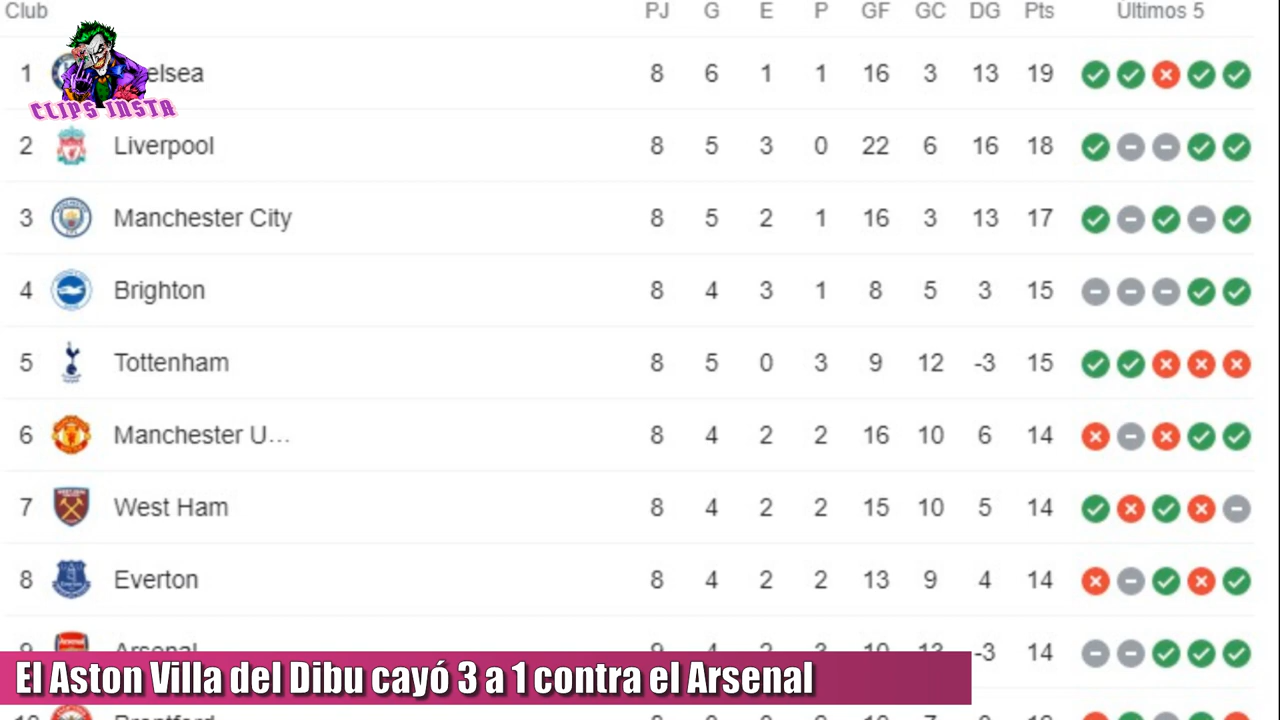 Club PJ G E P GF GC DG Pts Últimos 5
1 elsea 8 6 1 1 16 3 13 19
CLIPS INSTA
2 Liverpool 8 5 3 0 22 6 16 18
3 Manchester City 8 5 2 1 16 3 13 17
4 Brighton 8 4 3 1 8 5 3 15
5 Tottenham 8 5 0 3 9 12 -3 15
6 Manchester U... 8 4 2 2 16 10 6 14
7 West Ham 8 4 2 2 15 10 5 14
8 Everton 8 4 2 2 13 9 4 14
Arsenal -3 14
El Aston Villa del Dibu cayó 3 a 1 contra el Arsenal